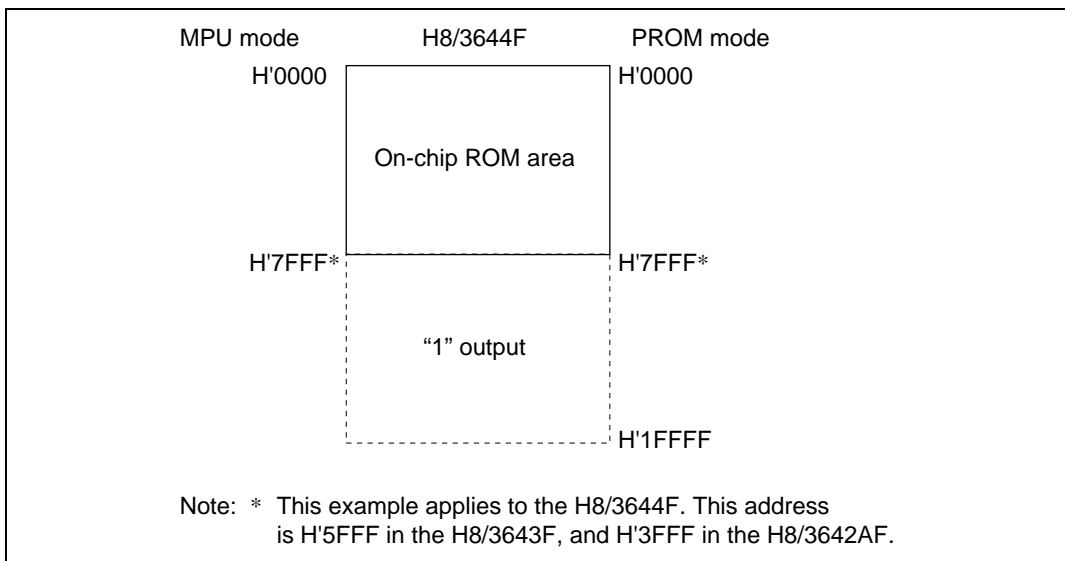 MPU mode H8/3644F PROM mode
H'0000 H'0000
On-chip ROM area
H'7FFF* H'7FFF*
“1” output
H'1FFFF
Note: * This example applies to the H8/3644F. This address
is H'5FFF in the H8/3643F, and H'3FFF in the H8/3642AF.